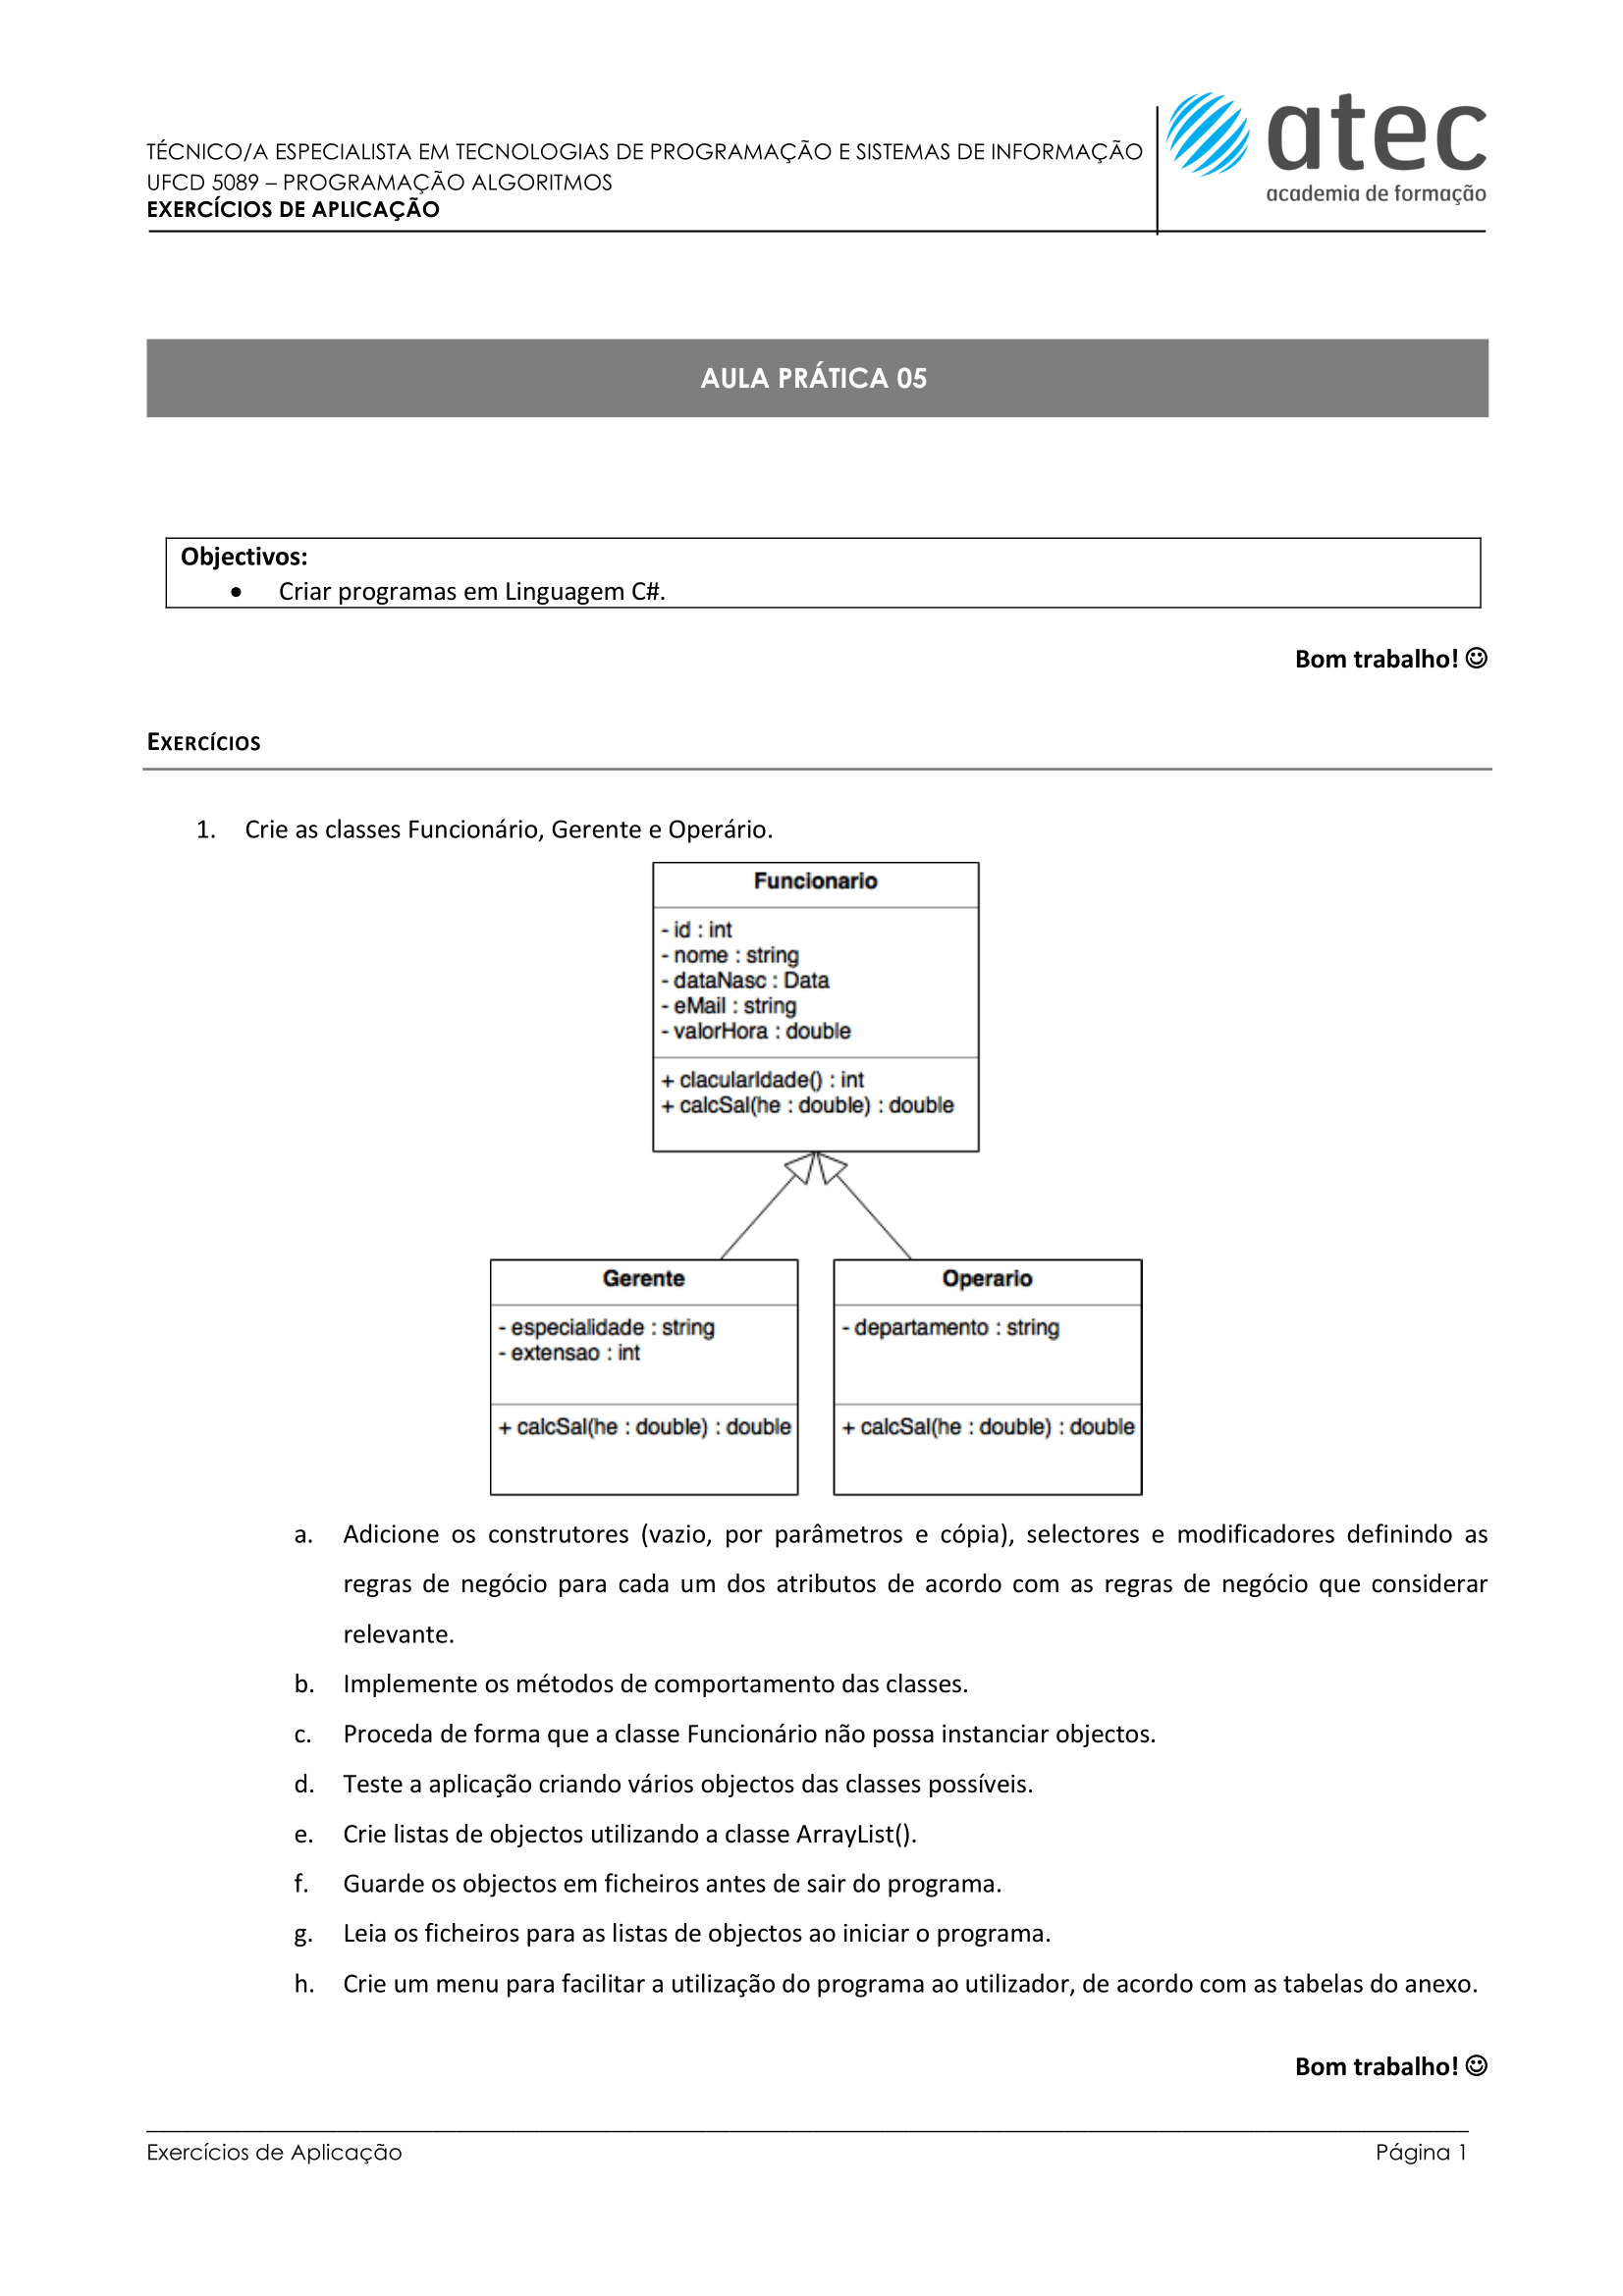 TÉCNICO/A ESPECIALISTA EM TECNOLOGIAS DE PROGRAMAÇÃO E SISTEMAS DE INFORMAÇÃO
UFCD 5089 – PROGRAMAÇÃO ALGORITMOS
EXERCÍCIOS DE APLICAÇÃO
atec
academia de formação
AULA PRÁTICA 05
Objectivos:
• Criar programas em Linguagem C#.
Bom trabalho! ☺
EXERCÍCIOS
1. Crie as classes Funcionário, Gerente e Operário.
Funcionario
- id : int
- nome : string
- dataNasc : Data
- eMail : string
- valorHora : double
+ clacularIdade() : int
+ calcSal(he : double) : double
Gerente
- especialidade : string
- extensao : int
+ calcSal(he : double) : double
Operario
- departamento : string
+ calcSal(he : double) : double
a. Adicione os construtores (vazio, por parâmetros e cópia), selectores e modificadores definindo as
regras de negócio para cada um dos atributos de acordo com as regras de negócio que considerar
relevante.
b. Implemente os métodos de comportamento das classes.
c. Proceda de forma que a classe Funcionário não possa instanciar objectos.
d. Teste a aplicação criando vários objectos das classes possíveis.
e. Crie listas de objectos utilizando a classe ArrayList().
f. Guarde os objectos em ficheiros antes de sair do programa.
g. Leia os ficheiros para as listas de objectos ao iniciar o programa.
h. Crie um menu para facilitar a utilização do programa ao utilizador, de acordo com as tabelas do anexo.
Bom trabalho! ☺
Exercícios de Aplicação Página 1